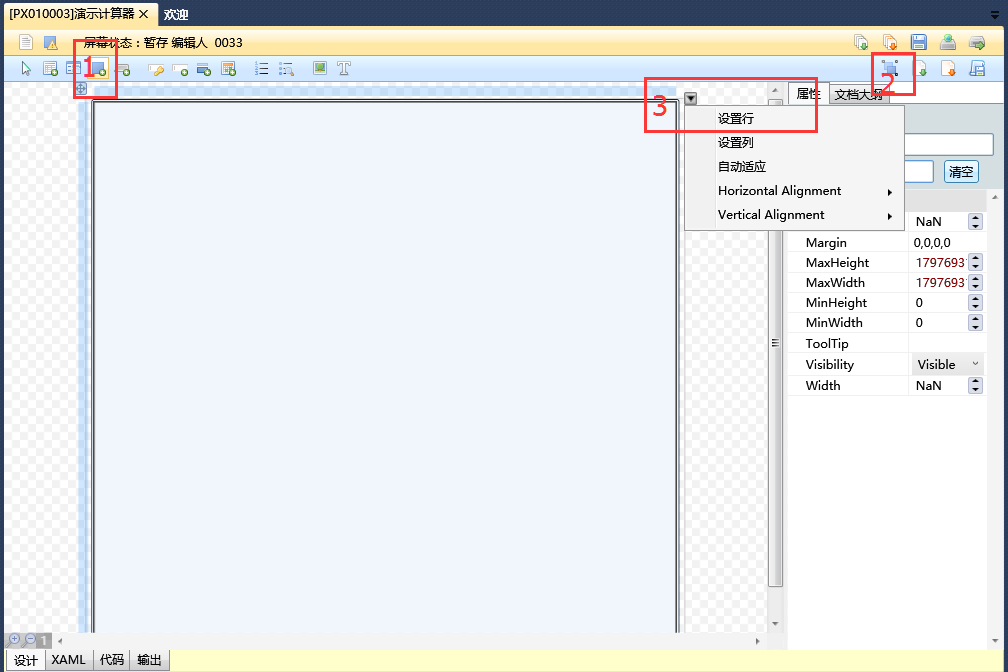 [PX010003]演示计算器
欢迎
屏幕状态：暂存 编辑人 0033
1
2
3
属性
文档大纲
设置行
设置列
自动适应
Horizontal Alignment
Vertical Alignment
清空
NaN
Margin 0,0,0,0
MaxHeight 1797693
MaxWidth 1797693
MinHeight 0
MinWidth 0
ToolTip
Visibility Visible
Width NaN
1
设计 XAML 代码 输出